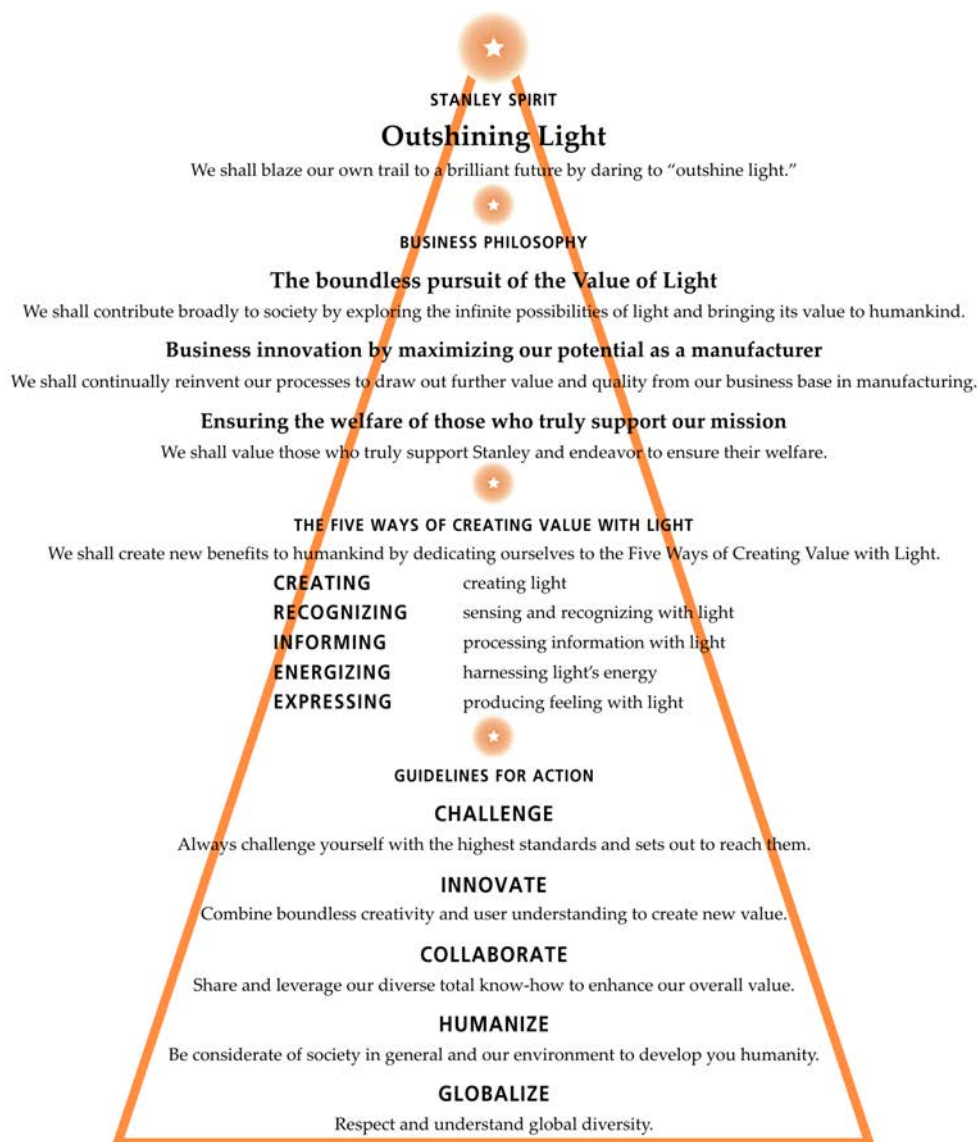 STANLEY SPIRIT
Outshining Light
We shall blaze our own trail to a brilliant future by daring to “outshine light.”
BUSINESS PHILOSOPHY
The boundless pursuit of the Value of Light
We shall contribute broadly to society by exploring the infinite possibilities of light and bringing its value to humankind.
Business innovation by maximizing our potential as a manufacturer
We shall continually reinvent our processes to draw out further value and quality from our business base in manufacturing.
Ensuring the welfare of those who truly support our mission
We shall value those who truly support Stanley and endeavor to ensure their welfare.
THE FIVE WAYS OF CREATING VALUE WITH LIGHT
We shall create new benefits to humankind by dedicating ourselves to the Five Ways of Creating Value with Light.
CREATING creating light
RECOGNIZING sensing and recognizing with light
INFORMING processing information with light
ENERGIZING harnessing light’s energy
EXPRESSING producing feeling with light
GUIDELINES FOR ACTION
CHALLENGE
Always challenge yourself with the highest standards and sets out to reach them.
INNOVATE
Combine boundless creativity and user understanding to create new value.
COLLABORATE
Share and leverage our diverse total know-how to enhance our overall value.
HUMANIZE
Be considerate of society in general and our environment to develop you humanity.
GLOBALIZE
Respect and understand global diversity.